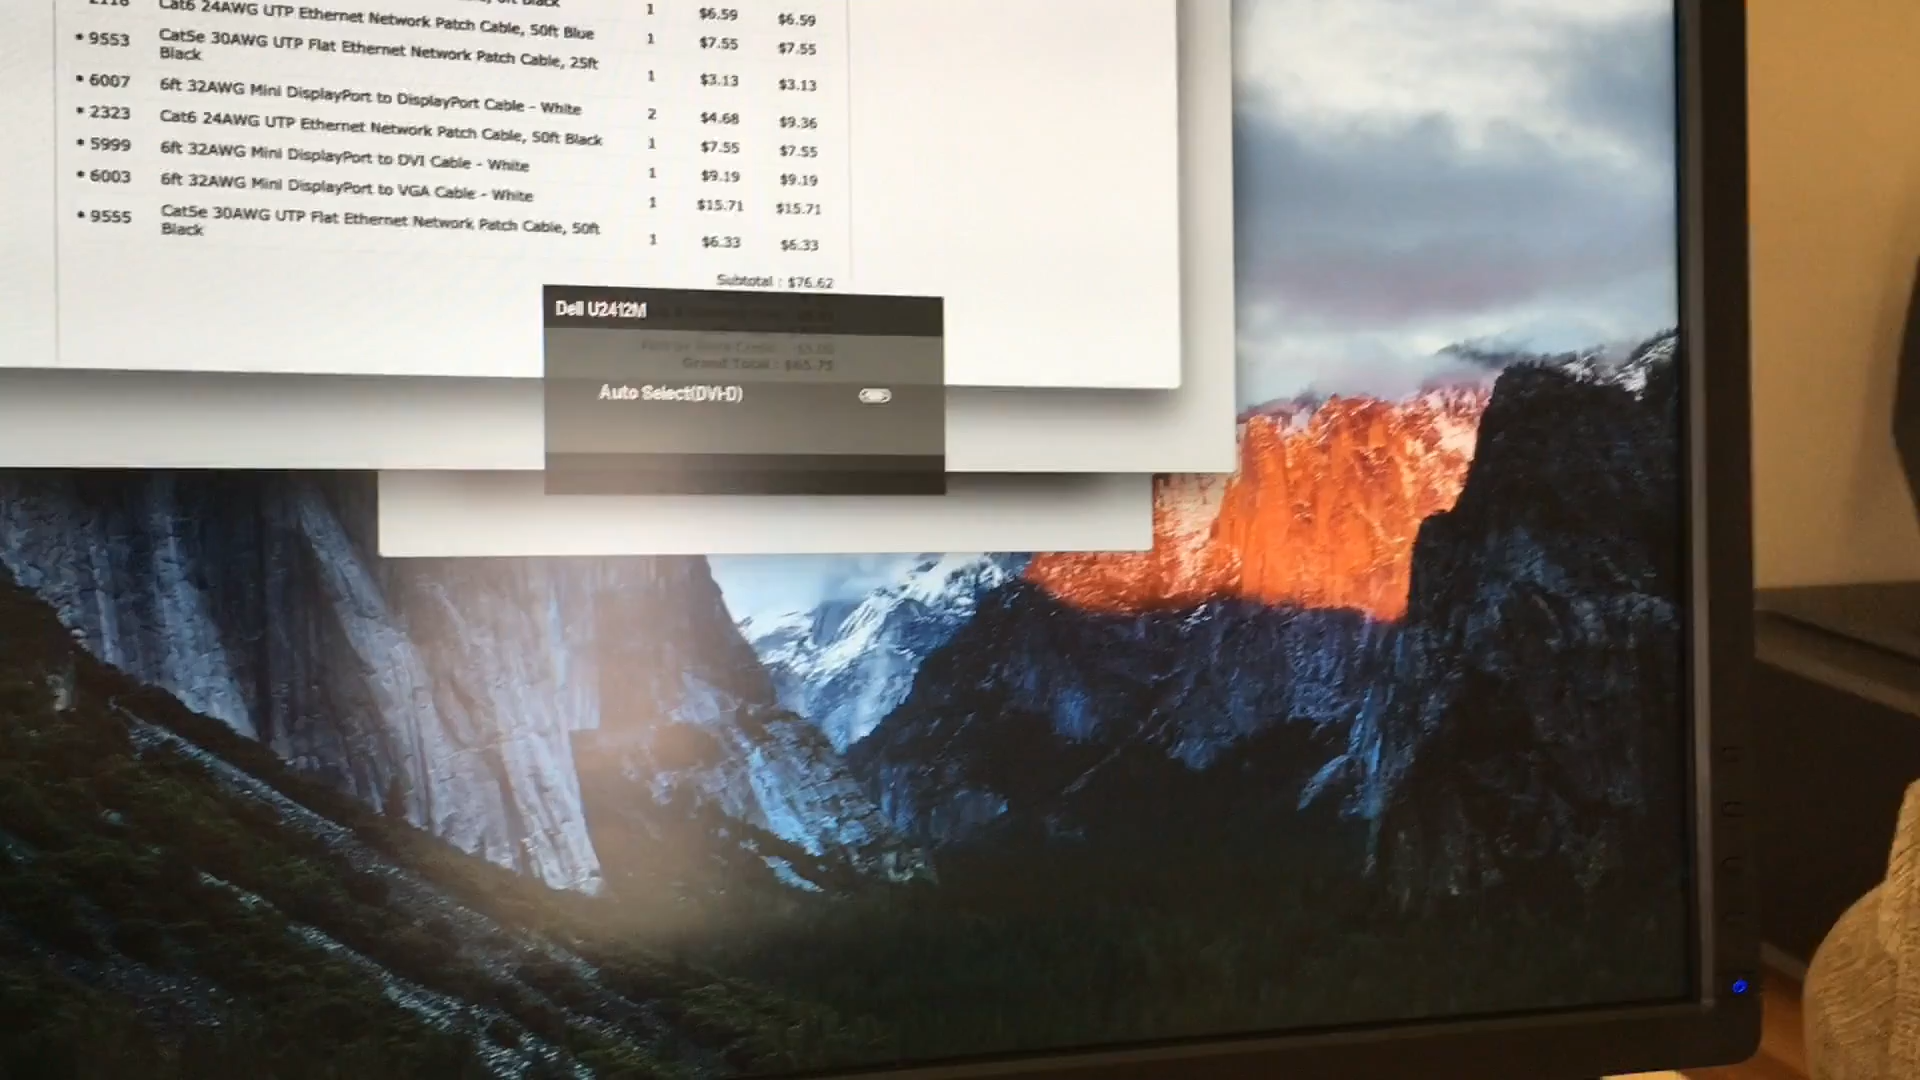 Black
Cat6 24AWG UTP Ethernet Network Patch Cable, 50ft Blue 1 $6.59 $6.59
• 9553 Cat5e 30AWG UTP Flat Ethernet Network Patch Cable, 25ft 1 $7.55 $7.55
Black
• 6007 6ft 32AWG Mini DisplayPort to DisplayPort Cable - White 1 $3.13 $3.13
• 2323 Cat6 24AWG UTP Ethernet Network Patch Cable, 50ft Black 2 $4.68 $9.36
• 5999 6ft 32AWG Mini DisplayPort to DVI Cable - White 1 $7.55 $7.55
• 6003 6ft 32AWG Mini DisplayPort to VGA Cable - White 1 $9.19 $9.19
• 9555 Cat5e 30AWG UTP Flat Ethernet Network Patch Cable, 50ft 1 $15.71 $15.71
Black 1 $6.33 $6.33
Subtotal : $76.62
Dell U2412M
Grand Total : $65.75
Auto Select(DVI-D)